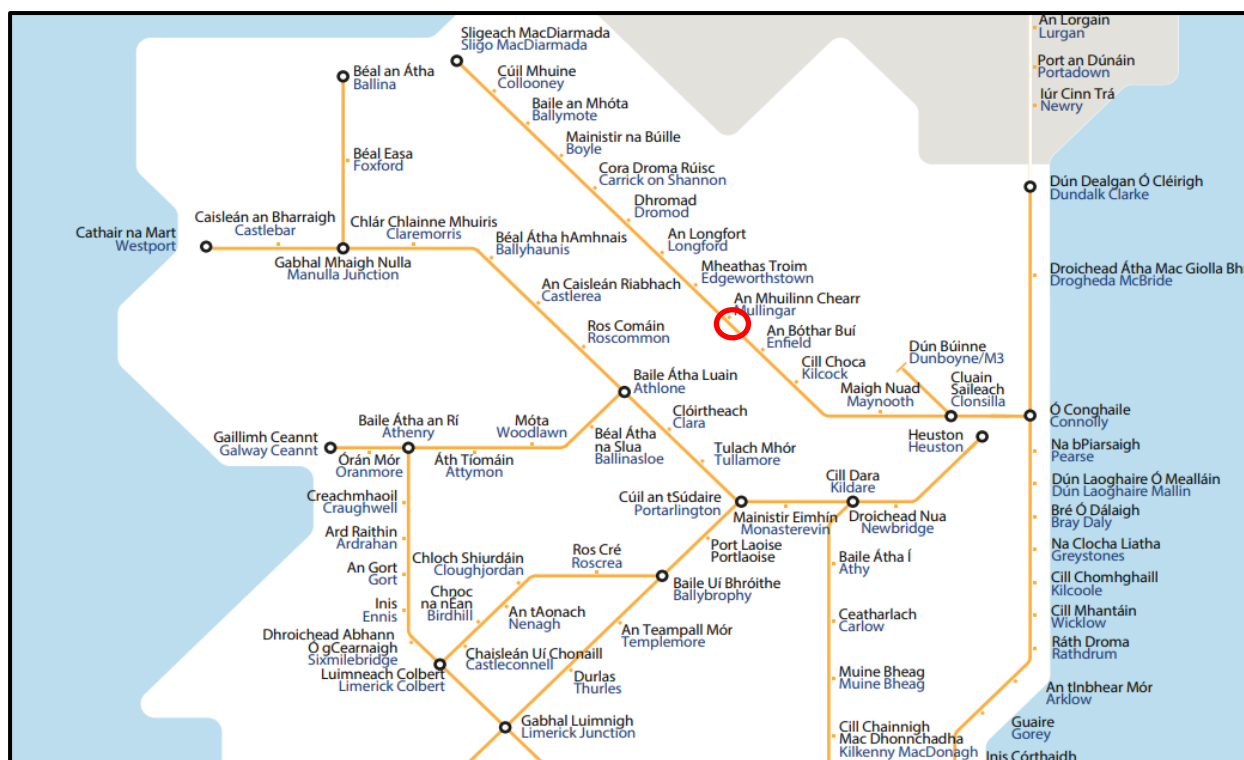 Sligeach MacDiarmada
Sligo MacDiarmada
Cúil Mhuine
Collooney
Baile an Mhóta
Ballymote
Mainistir na Búille
Boyle
Cora Droma Rúisc
Carrick on Shannon
Dhromad
Dromod
An Longfort
Longford
Mheathas Troim
Edgeworthstown
An Mhuilinn Chearr
Mullingar
An Bóthar Buí
Enfield
Cill Choca
Kilcock
Maigh Nuad
Maynooth
Dún Búinne
Dunboyne/M3
Cluain
Saileach
Clonsilla
Béal an Átha
Ballina
Béal Easa
Foxford
Cathair na Mart
Westport
Caisleán an Bharraigh
Castlebar
Gabhal Mhaigh Nulla
Manulla Junction
Chlár Chlainne Mhuiris
Claremorris
Béal Átha hAmhnais
Ballyhaunis
An Caisleán Riabhach
Castlerea
Ros Comáin
Roscommon
Baile Átha Luain
Athlone
Clóirtheach
Clara
Tulach Mhór
Tullamore
Béal Átha
na Slua
Ballinasloe
Móta
Woodlawn
Áth Tíomáin
Attymon
Baile Átha an Rí
Athenry
Órán Mór
Oranmore
Gaillimh Ceannt
Galway Ceannt
Creachmhaoil
Craughwell
Ard Raithin
Ardrahan
An Gort
Gort
Inis
Ennis
Dhroichead Abhann
Ó gCearnaigh
Sixmilebridge
Luimneach Colbert
Limerick Colbert
Chaisleán Uí Chonaill
Castleconnell
Chnoc
na nÉan
Birdhill
An tAonach
Nenagh
Chloch Shiurdáin
Cloughjordan
Ros Cré
Roscrea
Baile Uí Bhróithe
Ballybrophy
An Teampall Mór
Templemore
Durlas
Thurles
Gabhal Luimnigh
Limerick Junction
Port Laoise
Portlaoise
Cúil an tSúdaire
Portarlington
Mainistir Eimhín
Monasterevin
Cill Dara
Kildare
Droichead Nua
Newbridge
Heuston
Heuston
Baile Átha Í
Athy
Ceatharlach
Carlow
Muine Bheag
Muine Bheag
Cill Chainnigh
Mac Dhonnchadha
Kilkenny MacDonagh
An Lorgain
Lurgan
Port an Dúnáin
Portadown
Iúr Cinn Trá
Newry
Dún Dealgan Ó Cléirigh
Dundalk Clarke
Droichead Átha Mac Giolla Bh
Drogheda McBride
Ó Conghaile
Connolly
Na bPiarsaigh
Pearse
Dún Laoghaire Ó Mealláin
Dún Laoghaire Mallin
Bré Ó Dálaigh
Bray Daly
Na Clocha Liatha
Greystones
Cill Chomhghaill
Kilcoole
Cill Mhantáin
Wicklow
Ráth Droma
Rathdrum
An tInbhear Mór
Arklow
Guaire
Gorey
Inis Córthaidh